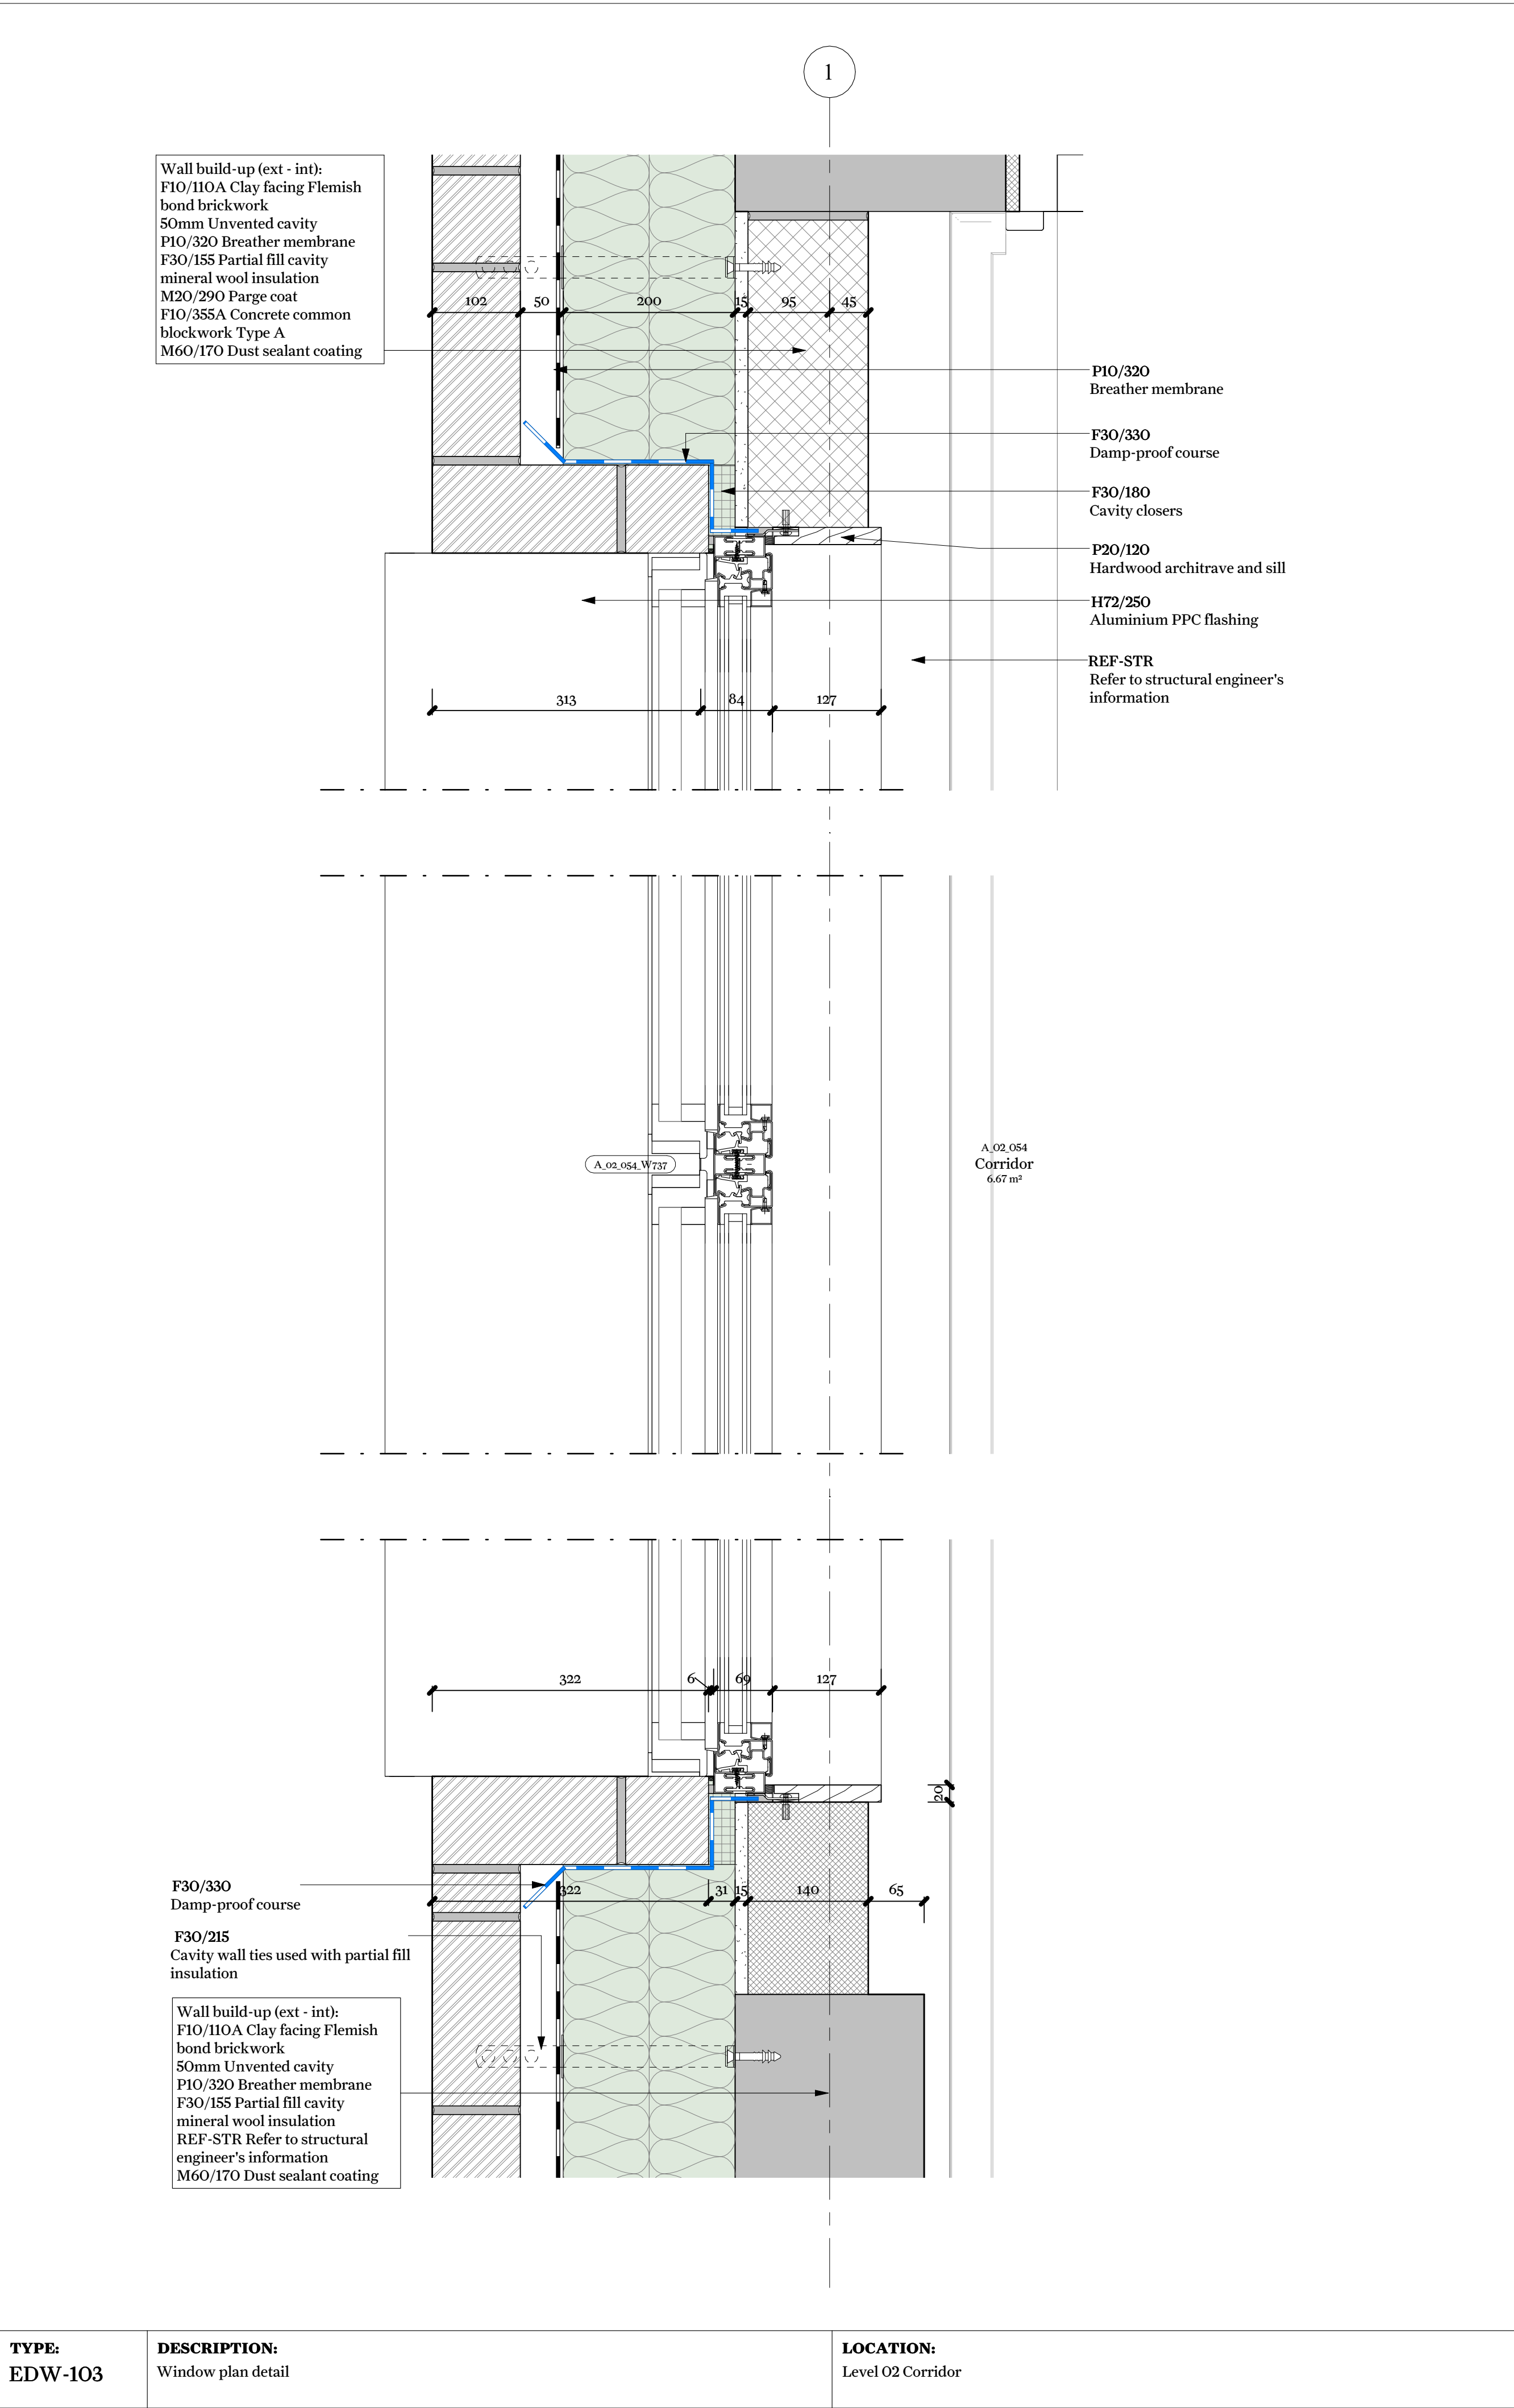 1
Wall build-up (ext - int):
F10/110A Clay facing Flemish
bond brickwork
50mm Unvented cavity
P10/320 Breather membrane
F30/155 Partial fill cavity
mineral wool insulation
M20/290 Parge coat
F10/355A Concrete common
blockwork Type A
M60/170 Dust sealant coating
102 50 200 15 95 45
P10/320
Breather membrane
F30/330
Damp-proof course
F30/180
Cavity closers
P20/120
Hardwood architrave and sill
H72/250
Aluminium PPC flashing
REF-STR
Refer to structural engineer's
information
313 84 127
A_02_054_W737
A_02_054
Corridor
6.67 m²
322 6 69 127
20
F30/330
Damp-proof course
322 31 15 140 65
F30/215
Cavity wall ties used with partial fill
insulation
Wall build-up (ext - int):
F10/110A Clay facing Flemish
bond brickwork
50mm Unvented cavity
P10/320 Breather membrane
F30/155 Partial fill cavity
mineral wool insulation
REF-STR Refer to structural
engineer's information
M60/170 Dust sealant coating
TYPE:
EDW-103
DESCRIPTION:
Window plan detail
LOCATION:
Level 02 Corridor